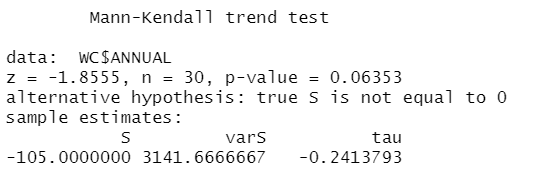 Mann-Kendall trend test
data: WC$ANNUAL
z = -1.8555, n = 30, p-value = 0.06353
alternative hypothesis: true S is not equal to 0
sample estimates:
S varS tau
-105.0000000 3141.6666667 -0.2413793